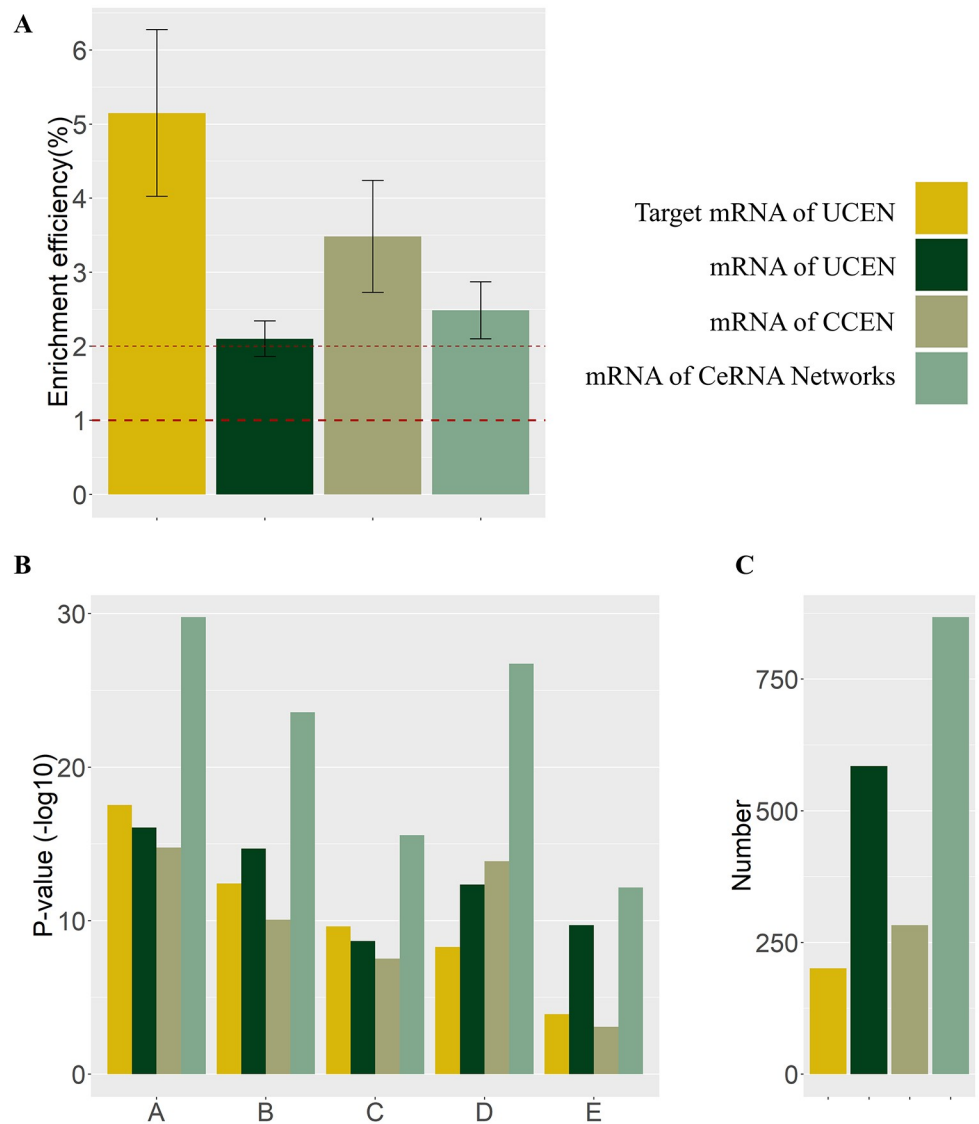 A
Enrichment efficiency(%)
6
5
4
3
2
1
0
Target mRNA of UCEN
mRNA of UCEN
mRNA of CCEN
mRNA of CeRNA Networks
B
P-value (-log10)
30
20
10
0
A B C D E
C
Number
750
500
250
0